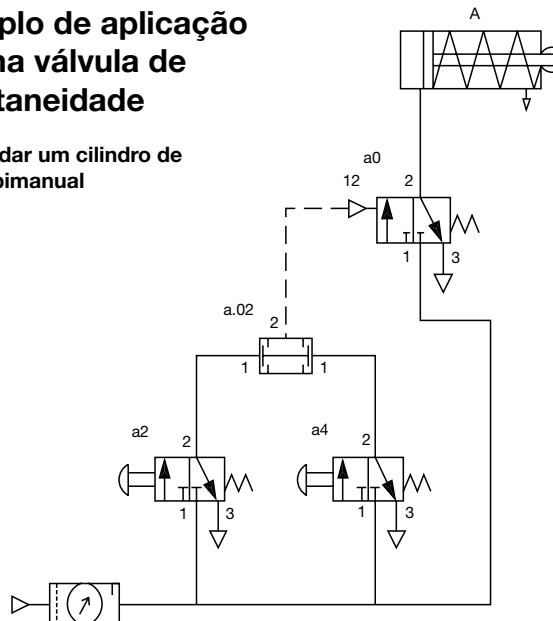 plo de aplicação
na válvula de
taneidade
dar um cilindro de
bimanual
A
a0
12
2
1
3
a.02
2
1
1
a2
2
1
3
a4
2
1
3